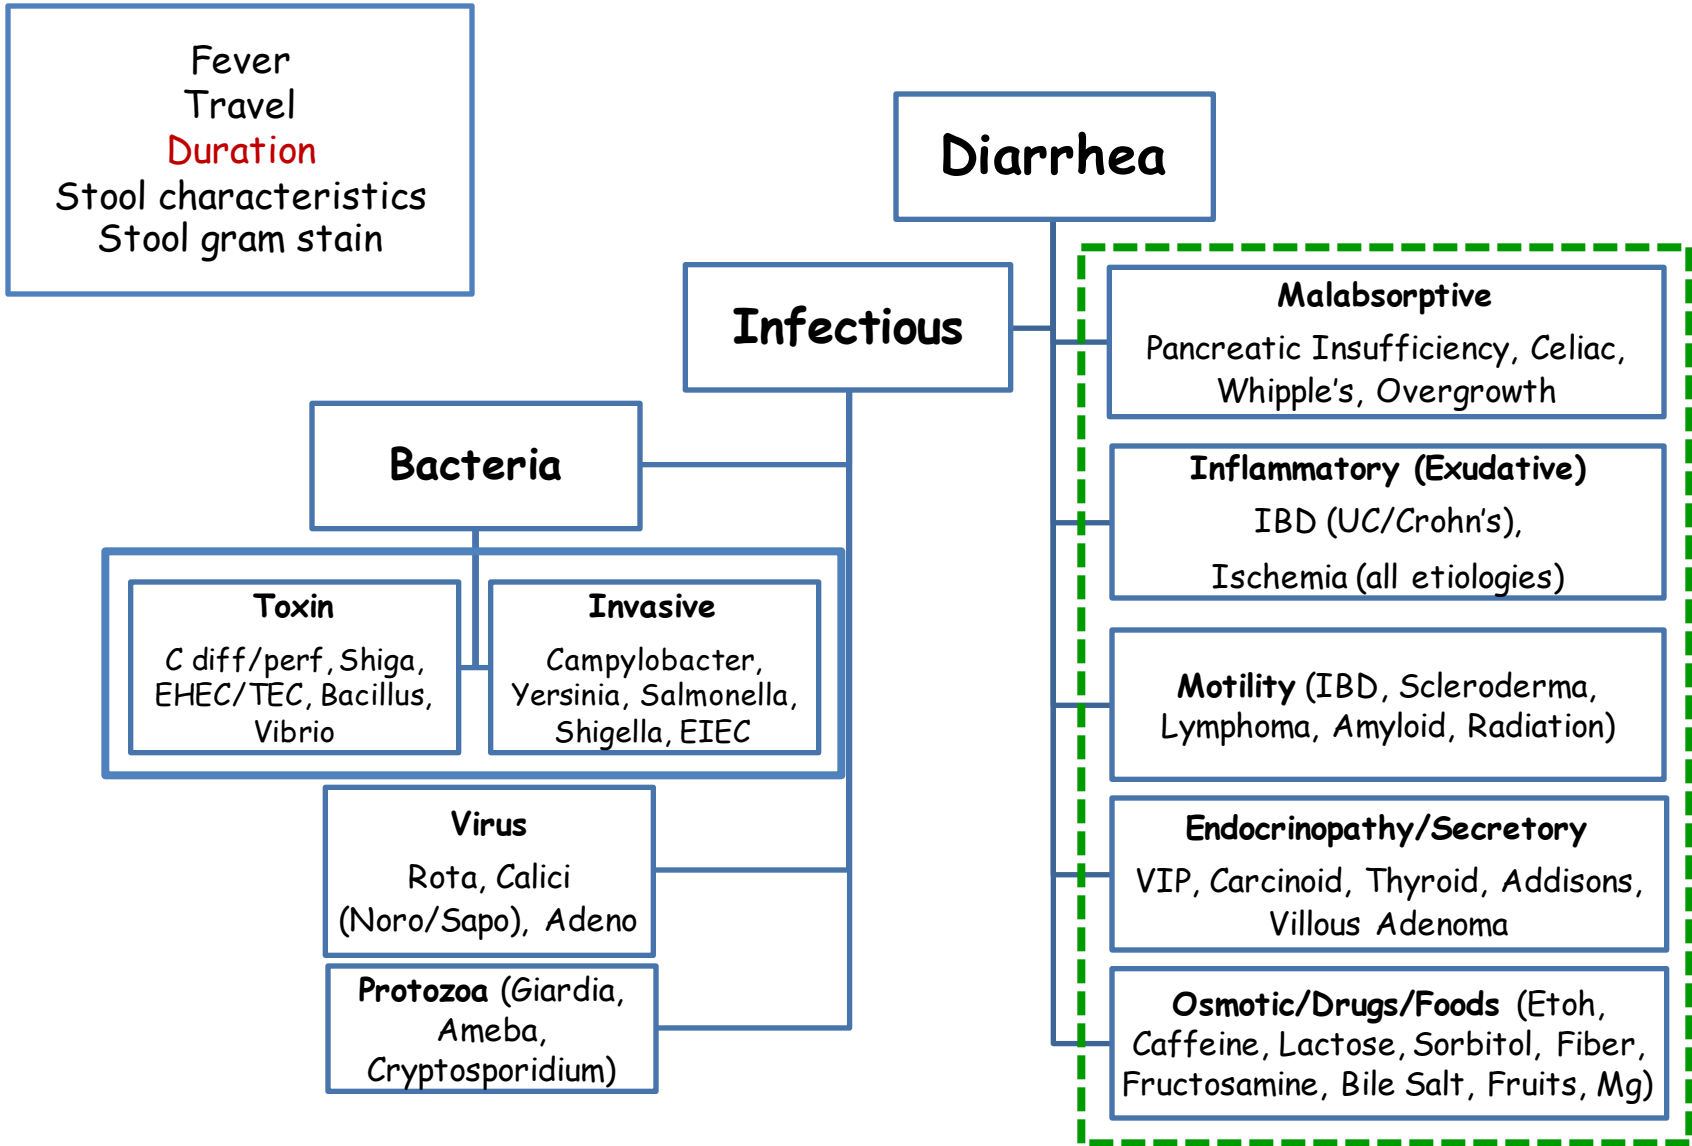 Fever
Travel
Duration
Stool characteristics
Stool gram stain
Diarrhea
Infectious
Bacteria
Toxin
C diff/perf, Shiga,
EHEC/TEC, Bacillus,
Vibrio
Invasive
Campylobacter,
Yersinia, Salmonella,
Shigella, EIEC
Virus
Rota, Calici
(Noro/Sapo), Adeno
Protozoa (Giardia,
Ameba,
Cryptosporidium)
Malabsorptive
Pancreatic Insufficiency, Celiac,
Whipple's, Overgrowth
Inflammatory (Exudative)
IBD (UC/Crohn's),
Ischemia (all etiologies)
Motility (IBD, Scleroderma,
Lymphoma, Amyloid, Radiation)
Endocrinopathy/Secretory
VIP, Carcinoid, Thyroid, Addisons,
Villous Adenoma
Osmotic/Drugs/Foods (Etoh,
Caffeine, Lactose, Sorbitol, Fiber,
Fructosamine, Bile Salt, Fruits, Mg)